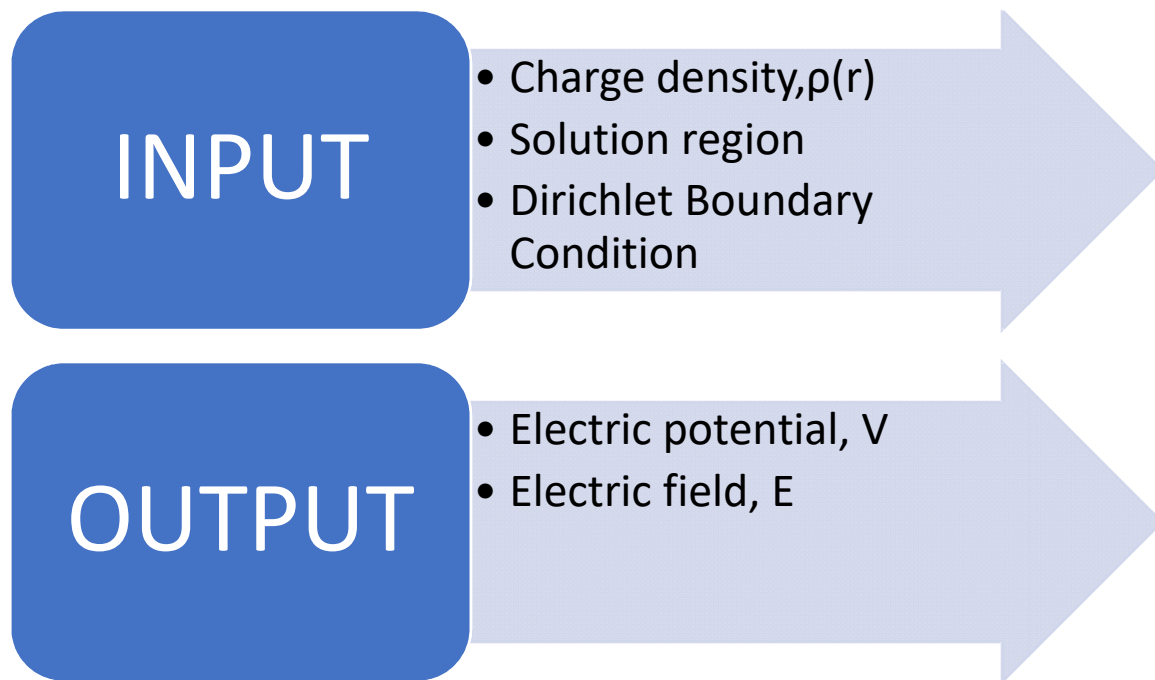 INPUT
• Charge density,ρ(r)
• Solution region
• Dirichlet Boundary
Condition
OUTPUT
• Electric potential, V
• Electric field, E